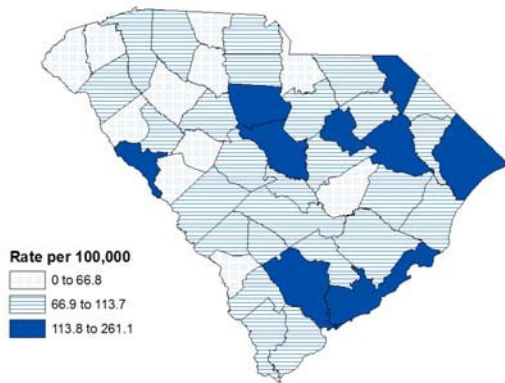 Rate per 100,000
0 to 66.8
66.9 to 113.7
113.8 to 261.1